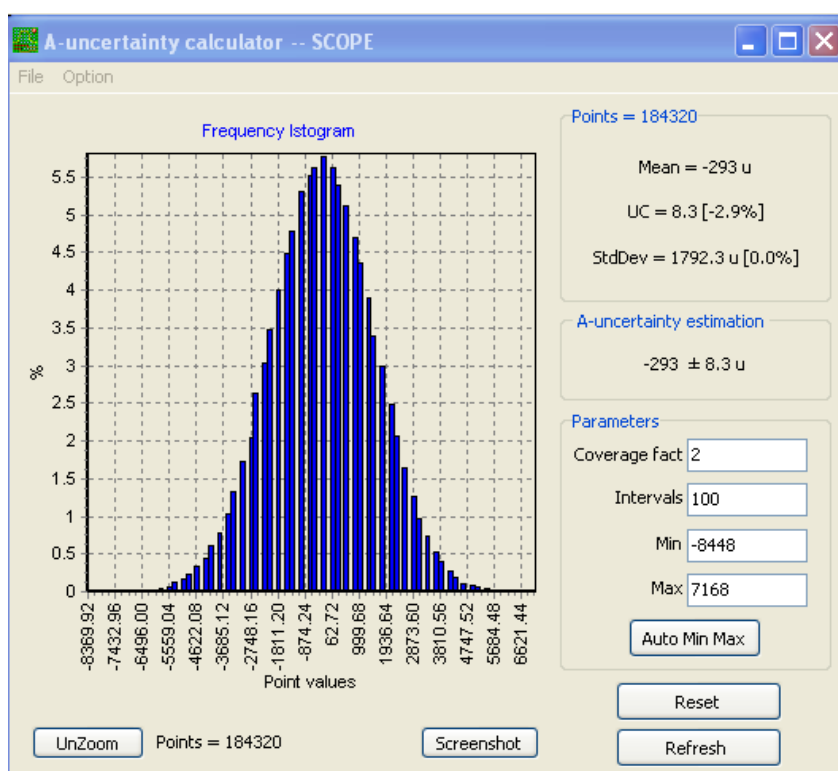 A-uncertainty calculator -- SCOPE
File Option
Frequency Istogram
%
5.5
5
4.5
4
3.5
3
2.5
2
1.5
1
0.5
0
-8369.92
-7432.96
-6496.00
-5559.04
-4622.08
-3685.12
-2748.16
-1811.20
-874.24
62.72
999.68
1936.64
2873.60
3810.56
4747.52
5684.48
6621.44
Point values
UnZoom Points = 184320 Screenshot
Points = 184320
Mean = -293 u
UC = 8.3 [-2.9%]
StdDev = 1792.3 u [0.0%]
A-uncertainty estimation
-293 ± 8.3 u
Parameters
Coverage fact 2
Intervals 100
Min -8448
Max 7168
Auto Min Max
Reset
Refresh